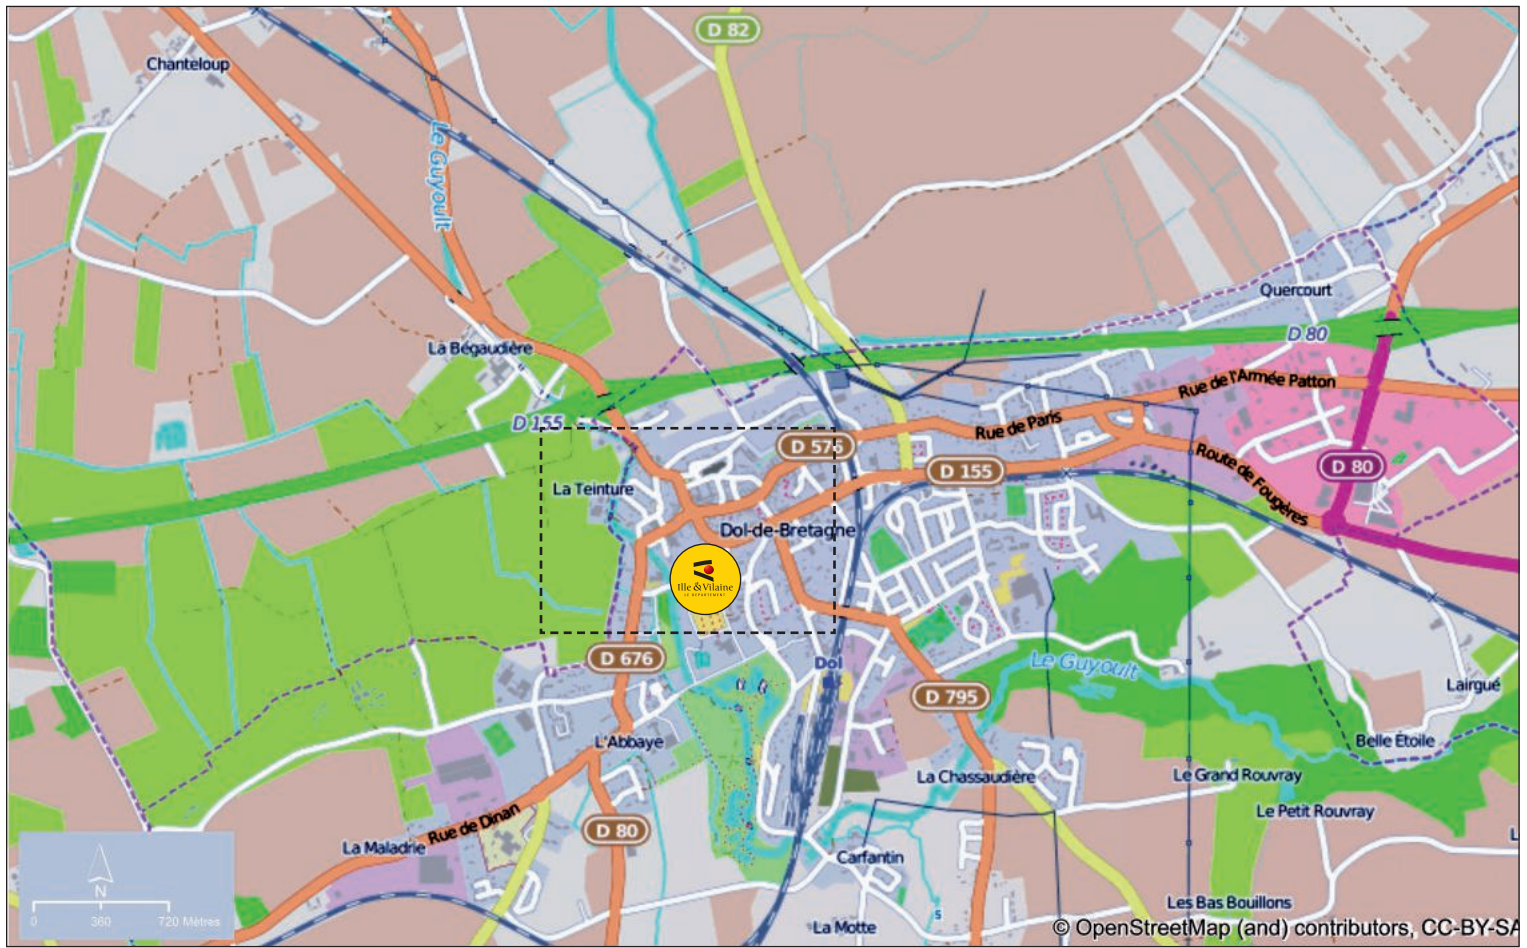 D 82
Chanteloup
Le Guyoult
Quercourt
D 80
La Bégaudière
Rue de l'Armée Patton
D 155
Rue de Paris
D 576
D 155
Route de Fougères
D 80
La Teinture
Dol-de-Bretagne
Ille & Vilaine
LE DÉPARTEMENT
D 676
Dol
Le Guyoult
D 795
Lairgué
L'Abbaye
Belle Étoile
La Chassaudière
Le Grand Rouvray
Le Petit Rouvray
Rue de Dinan
D 80
La Maladrie
Carfantin
N
0 360 720 Mètres
Les Bas Bouillons
La Motte
© OpenStreetMap (and) contributors, CC-BY-SA